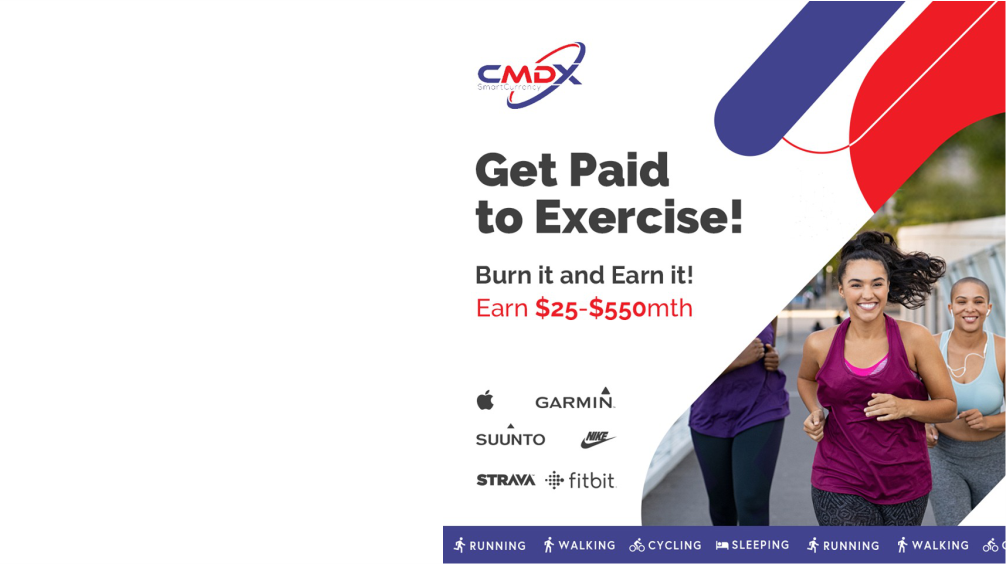 CMDX
SmartCurrency
Get Paid
to Exercise!
Burn it and Earn it!
Earn $25-$550mth
GARMIN
SUUNTO NIKE
STRAVA fitbit
RUNNING WALKING CYCLING SLEEPING RUNNING WALKING C